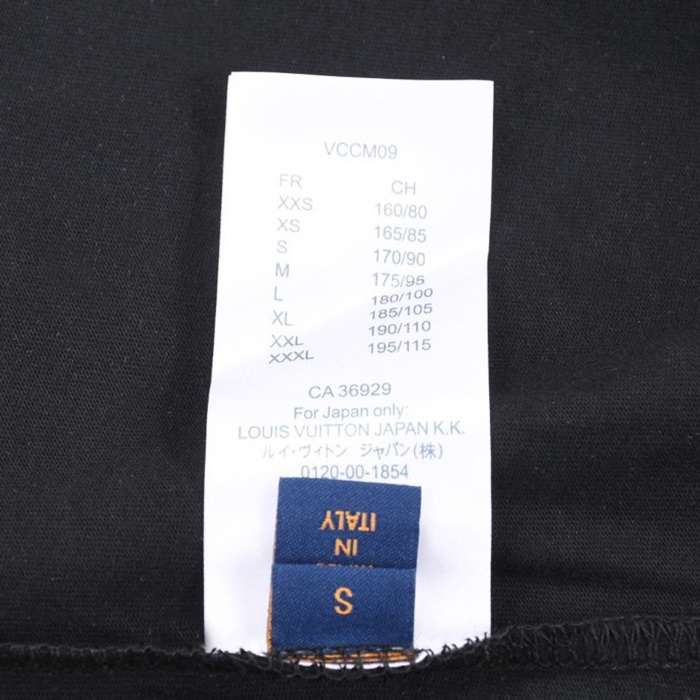 VCCM09
FR CH
XXS 160/80
XS 165/85
S 170/90
M 175/95
L 180/100
XL 185/105
XXL 190/110
XXXL 195/115
CA 36929
For Japan only:
LOUIS VUITTON JAPAN K.K.
ルイ・ヴィトン ジャパン(株)
0120-00-1854
ITALY
IN
S